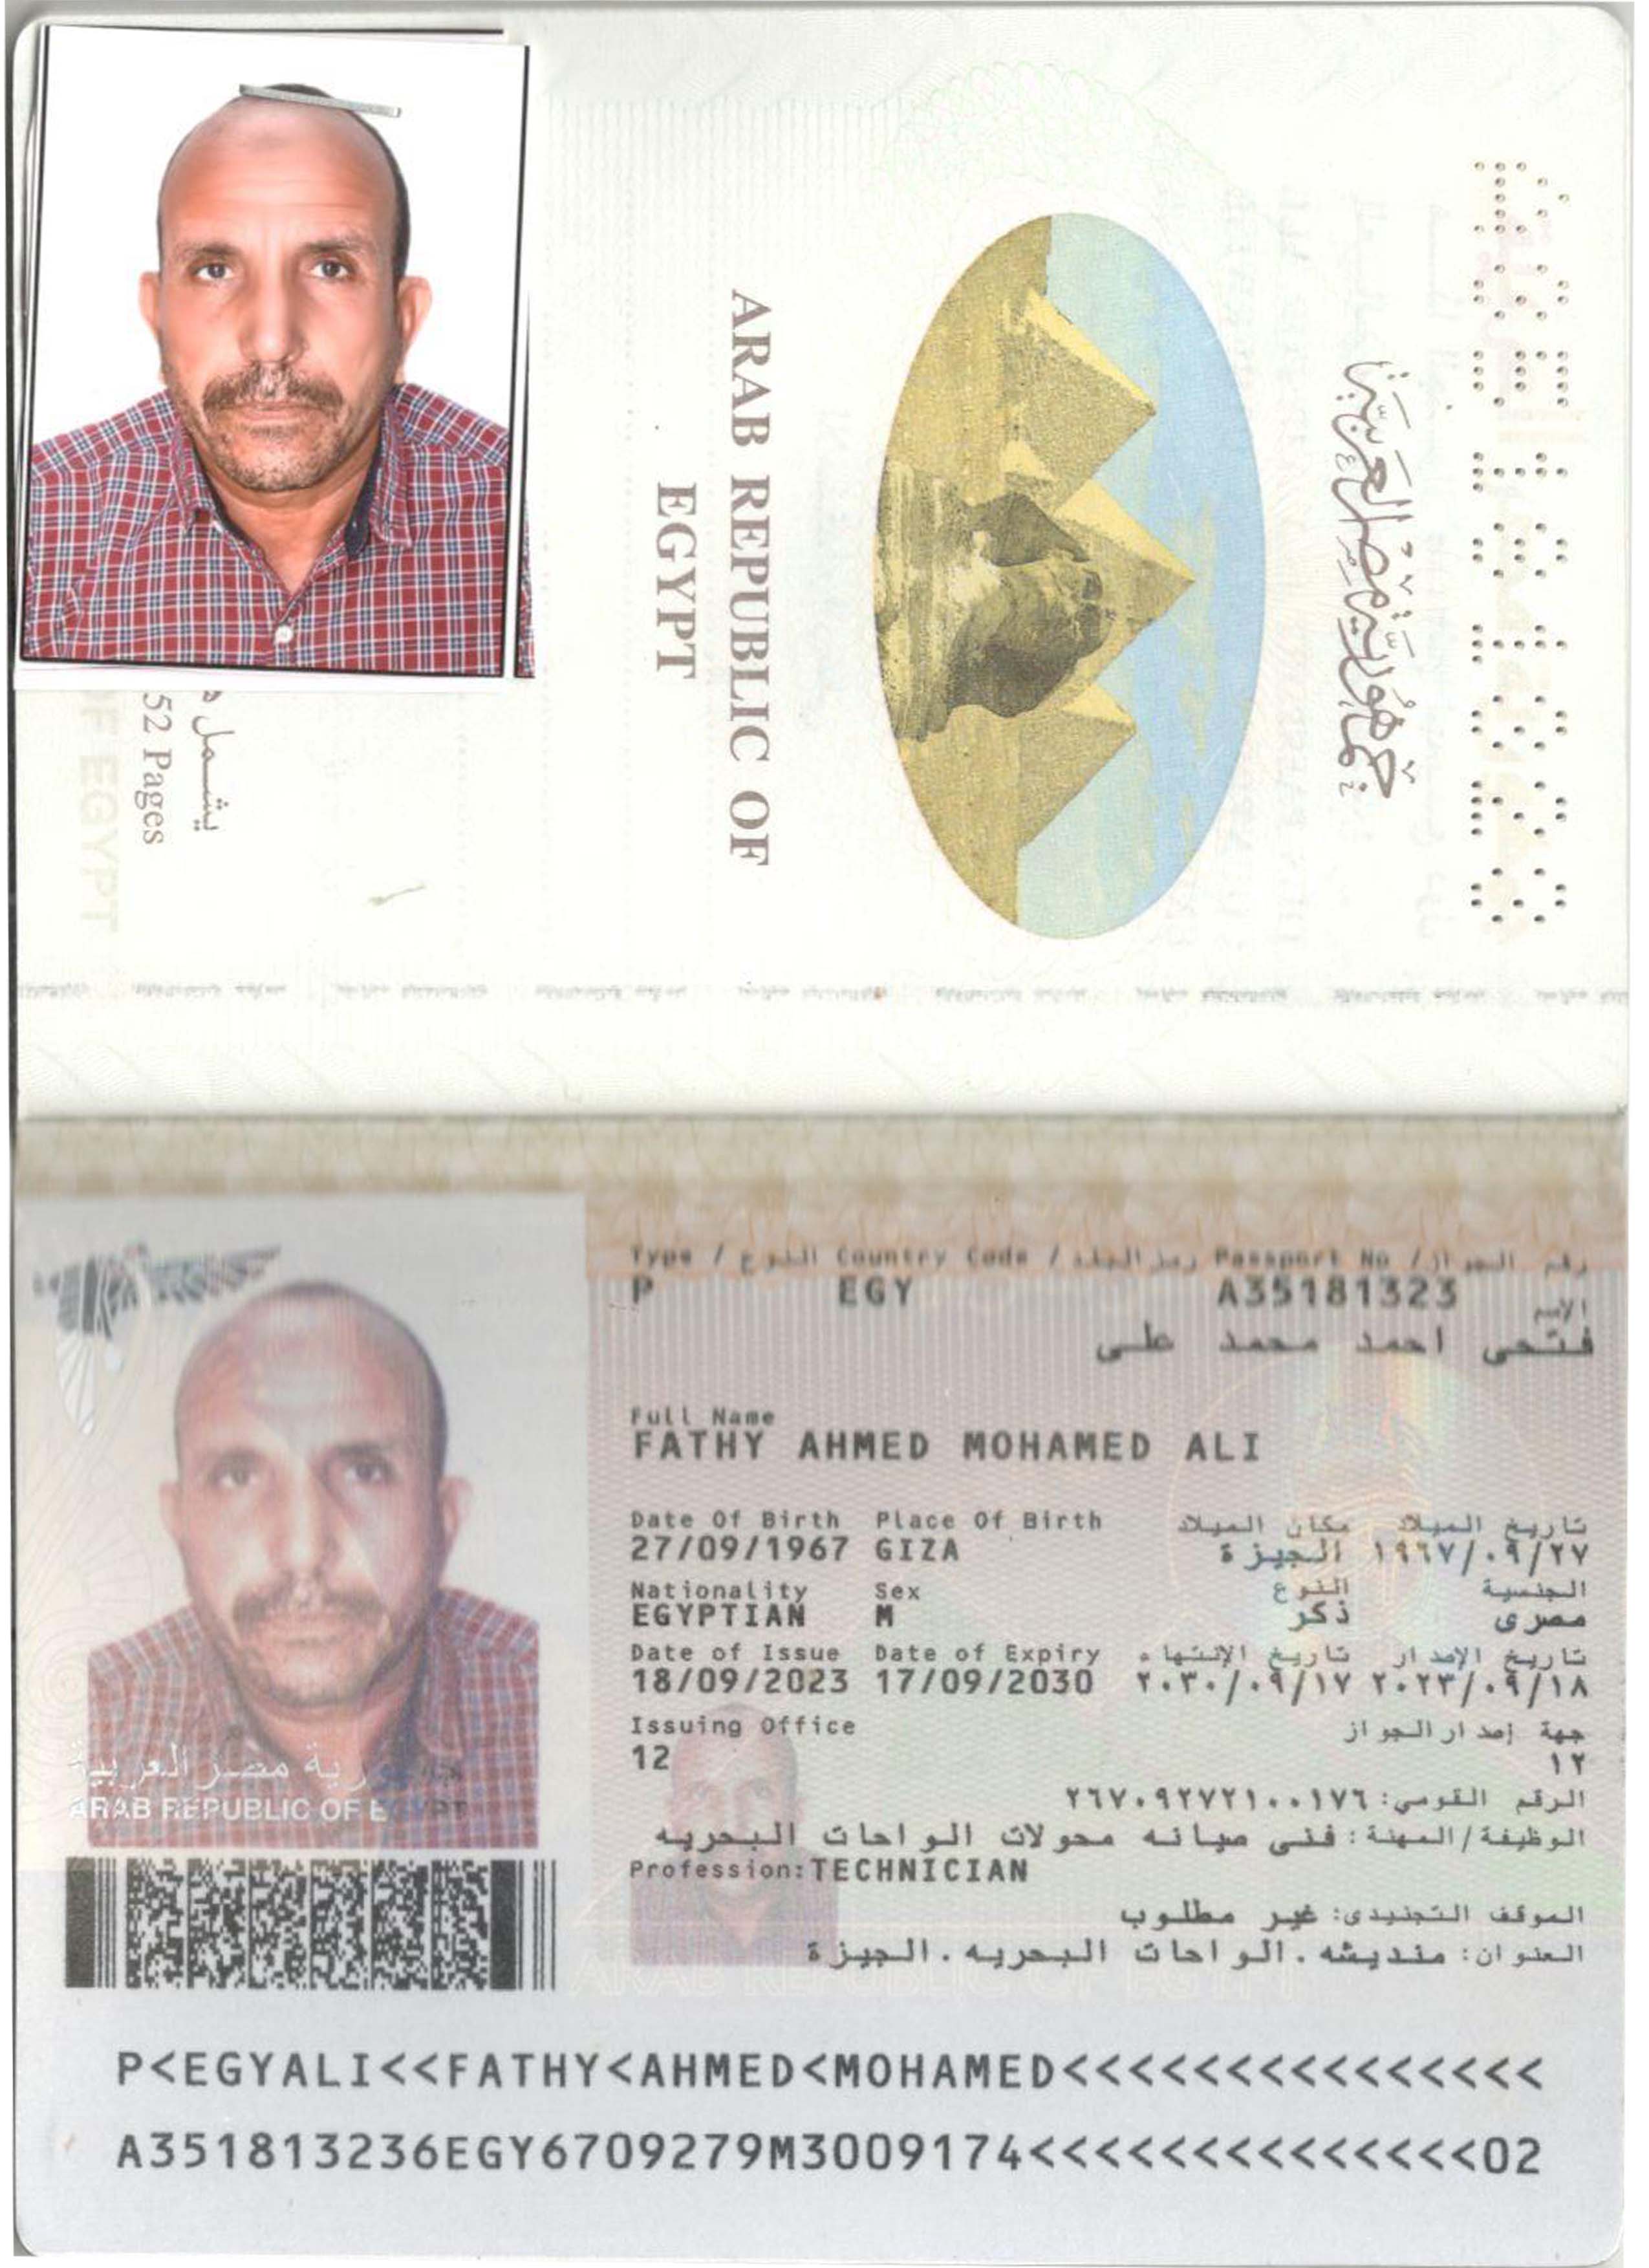 A35181323
جمهورية مصر العربية
ARAB REPUBLIC OF
EGYPT
يشمل
52 Pages
OF EGYPT
Type / النوع Country Code / رمز البلد Passport No / رقم الجواز
P EGY A35181323
الإسم
فتحى احمد محمد على
Full Name
FATHY AHMED MOHAMED ALI
Date Of Birth Place Of Birth مكان الميلاد تاريخ الميلاد
27/09/1967 GIZA الجيزة ١٩٦٧/٠٩/٢٧
Nationality Sex النوع الجنسية
EGYPTIAN M ذكر مصرى
Date of Issue Date of Expiry تاريخ الإنتهاء تاريخ الإصدار
18/09/2023 17/09/2030 ٢٠٣٠/٠٩/١٧ ٢٠٢٣/٠٩/١٨
Issuing Office جهة إصدار الجواز
12 ١٢
الرقم القومي: ٢٦٧٠٩٢٧٢١٠٠١٧٦
الوظيفة/المهنة: فنى صيانه محولات الواحات البحريه
Profession: TECHNICIAN
الموقف التجنيدى: غير مطلوب
العنوان: منديشه .الواحات البحريه .الجيزة
جمهورية مصر العربية
ARAB REPUBLIC OF EGYPT
P<EGYALI<<FATHY<AHMED<MOHAMED<<<<<<<<<<<<<<<
A351813236EGY6709279M3009174<<<<<<<<<<<<<<02